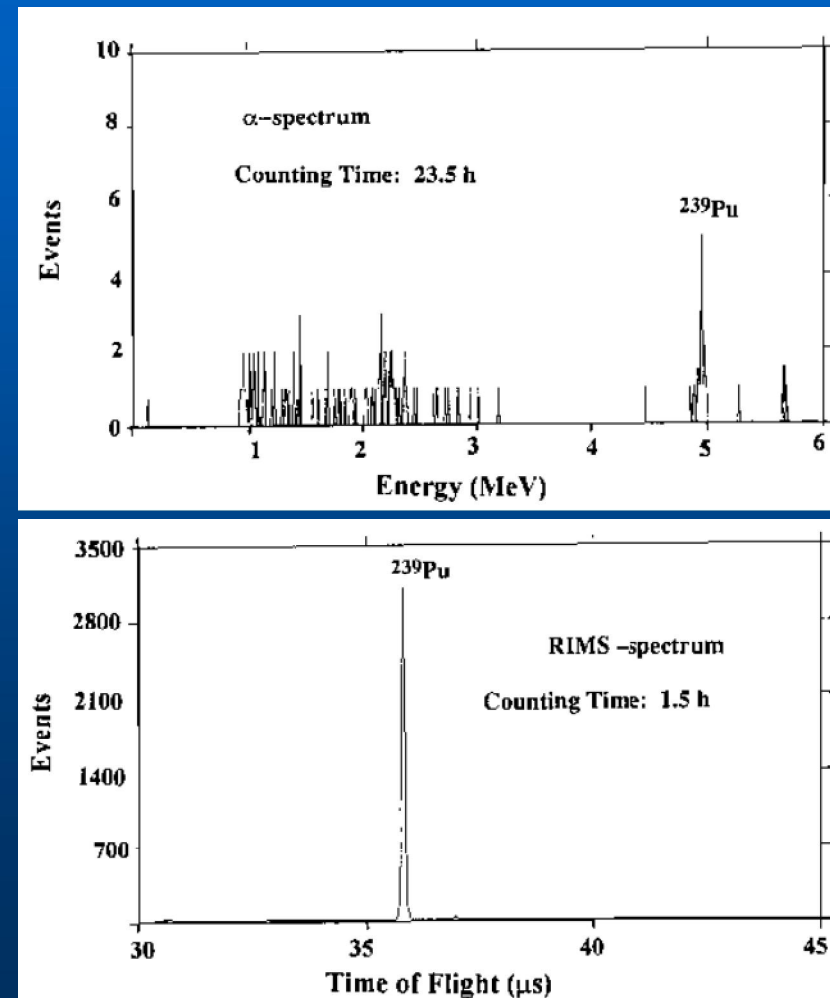 10
α-spectrum
8
Counting Time: 23.5 h
6
²³⁹Pu
Events
4
2
0
1
2
3
4
5
6
Energy (MeV)
3500
²³⁹Pu
2800
RIMS -spectrum
2100
Counting Time: 1.5 h
Events
1400
700
30
35
40
45
Time of Flight (µs)